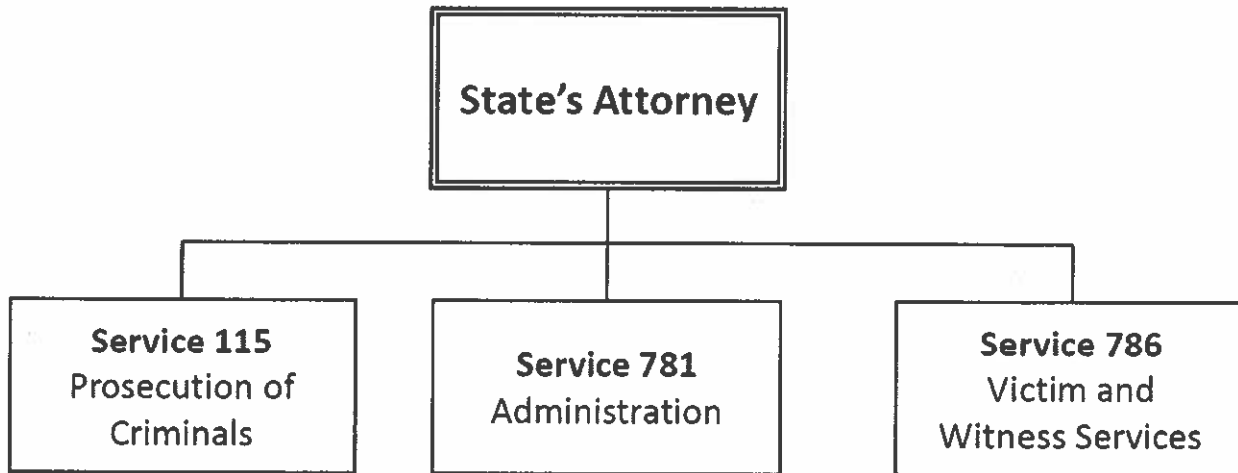 State's Attorney
Service 115
Prosecution of
Criminals
Service 781
Administration
Service 786
Victim and
Witness Services